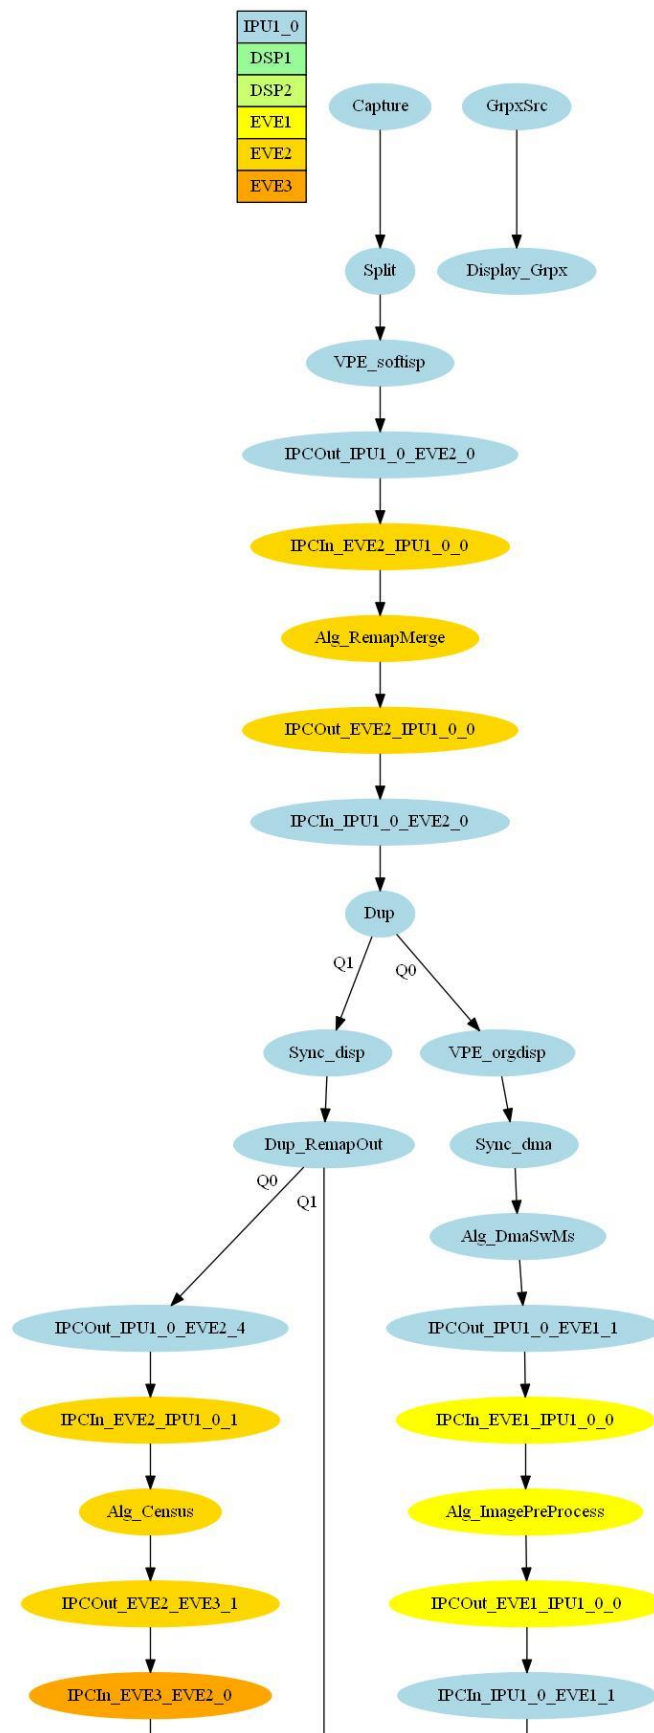 IPU1_0
DSP1
DSP2
EVE1
EVE2
EVE3
Capture
GrpxSrc
Split
Display_Grpx
VPE_softisp
IPCOut_IPU1_0_EVE2_0
IPCIn_EVE2_IPU1_0_0
Alg_RemapMerge
IPCOut_EVE2_IPU1_0_0
IPCIn_IPU1_0_EVE2_0
Dup
Q1
Q0
Sync_disp
VPE_orgdisp
Dup_RemapOut
Sync_dma
Q0
Q1
Alg_DmaSwMs
IPCOut_IPU1_0_EVE2_4
IPCOut_IPU1_0_EVE1_1
IPCIn_EVE2_IPU1_0_1
IPCIn_EVE1_IPU1_0_0
Alg_Census
Alg_ImagePreProcess
IPCOut_EVE2_EVE3_1
IPCOut_EVE1_IPU1_0_0
IPCIn_EVE3_EVE2_0
IPCIn_IPU1_0_EVE1_1